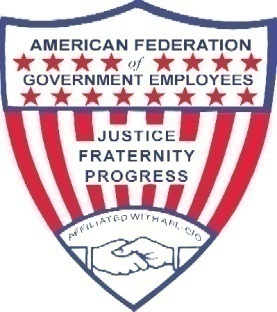 AMERICAN FEDERATION
of
GOVERNMENT EMPLOYEES
JUSTICE
FRATERNITY
PROGRESS
AFFILIATED WITH AFL-CIO